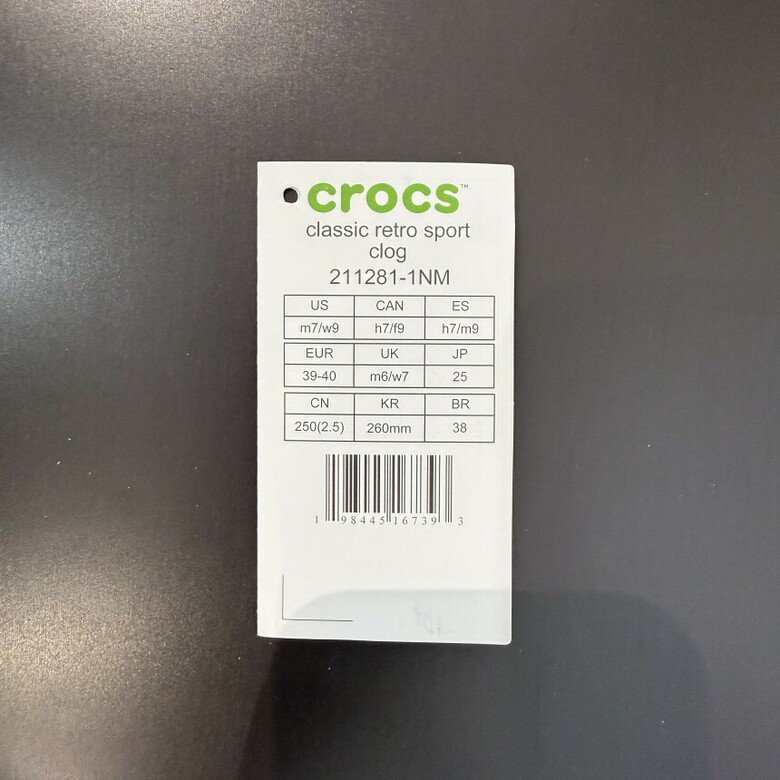 crocs™
classic retro sport
clog
211281-1NM
US CAN ES
m7/w9 h7/f9 h7/m9
EUR UK JP
39-40 m6/w7 25
CN KR BR
250(2.5) 260mm 38
1 98445 16739 3